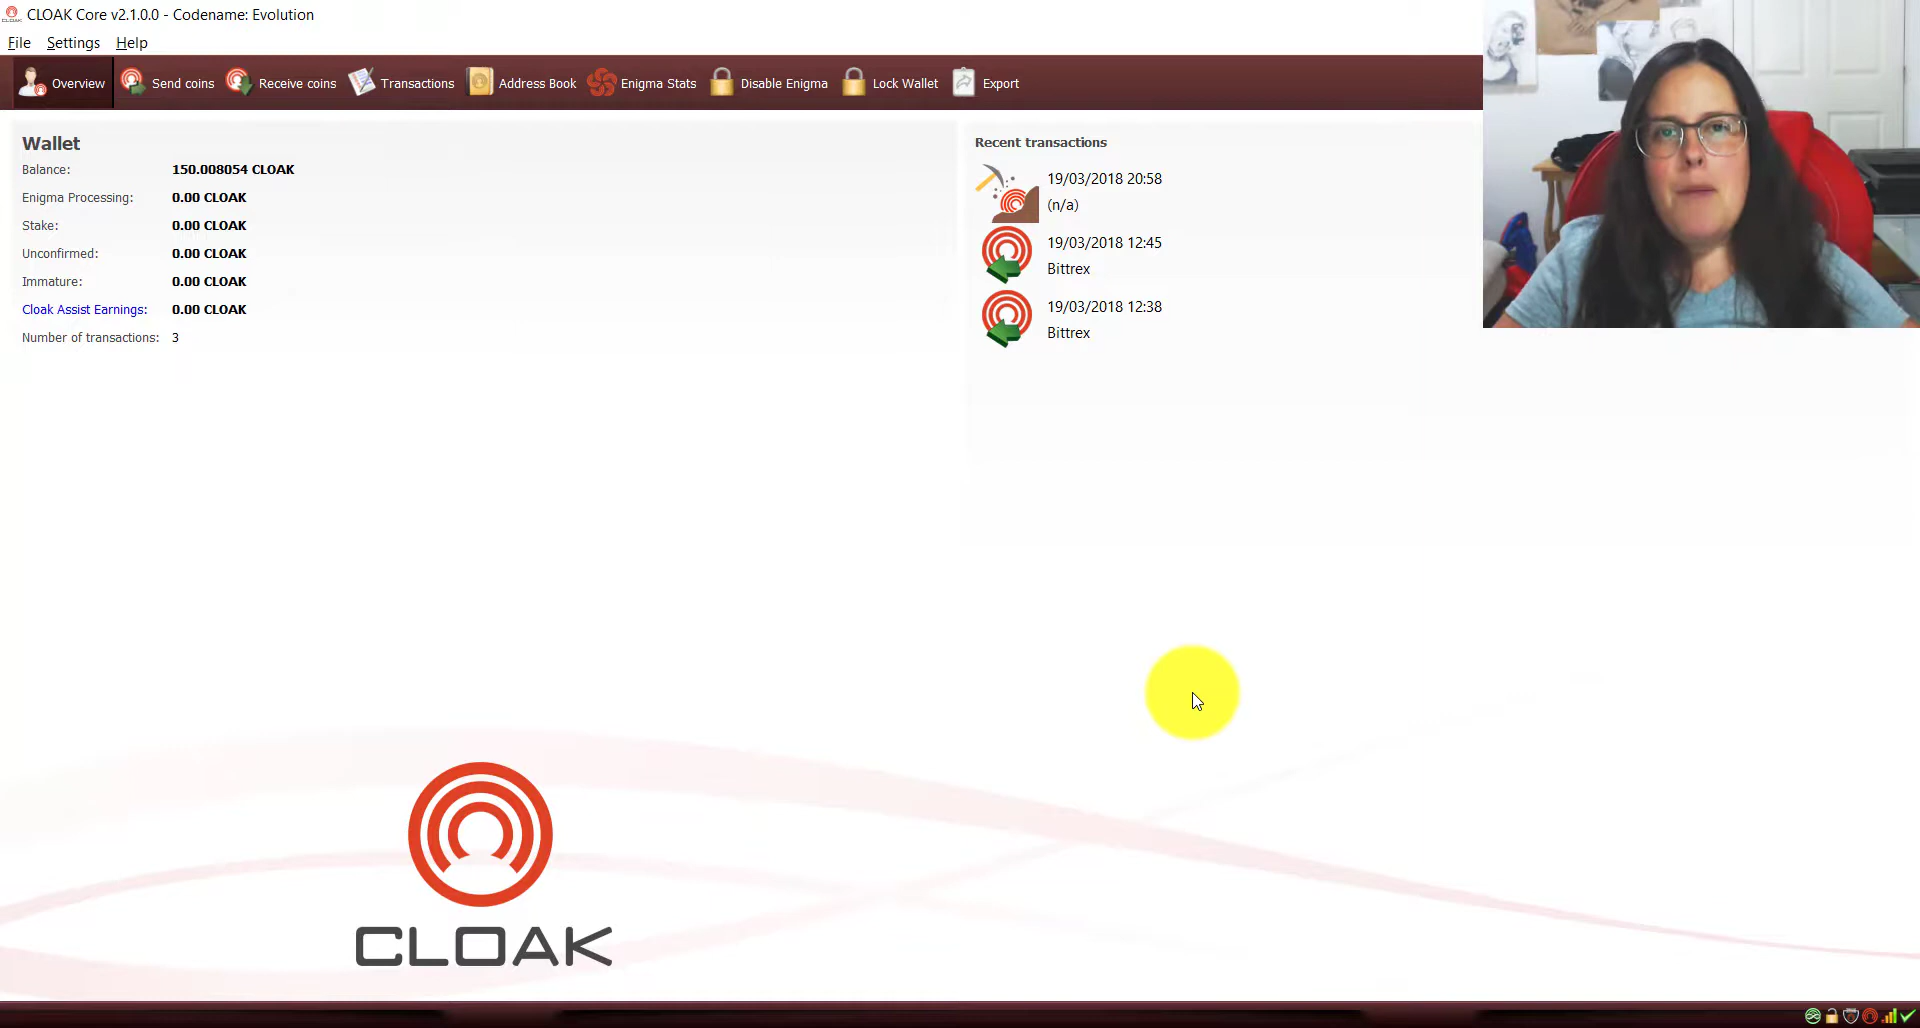 CLOAK Core v2.1.0.0 - Codename: Evolution
File Settings Help
Overview Send coins Receive coins Transactions Address Book Enigma Stats Disable Enigma Lock Wallet Export
Wallet
Balance: 150.008054 CLOAK
Enigma Processing: 0.00 CLOAK
Stake: 0.00 CLOAK
Unconfirmed: 0.00 CLOAK
Immature: 0.00 CLOAK
Cloak Assist Earnings: 0.00 CLOAK
Number of transactions: 3
Recent transactions
19/03/2018 20:58
(n/a)
19/03/2018 12:45
Bittrex
19/03/2018 12:38
Bittrex
CLOAK